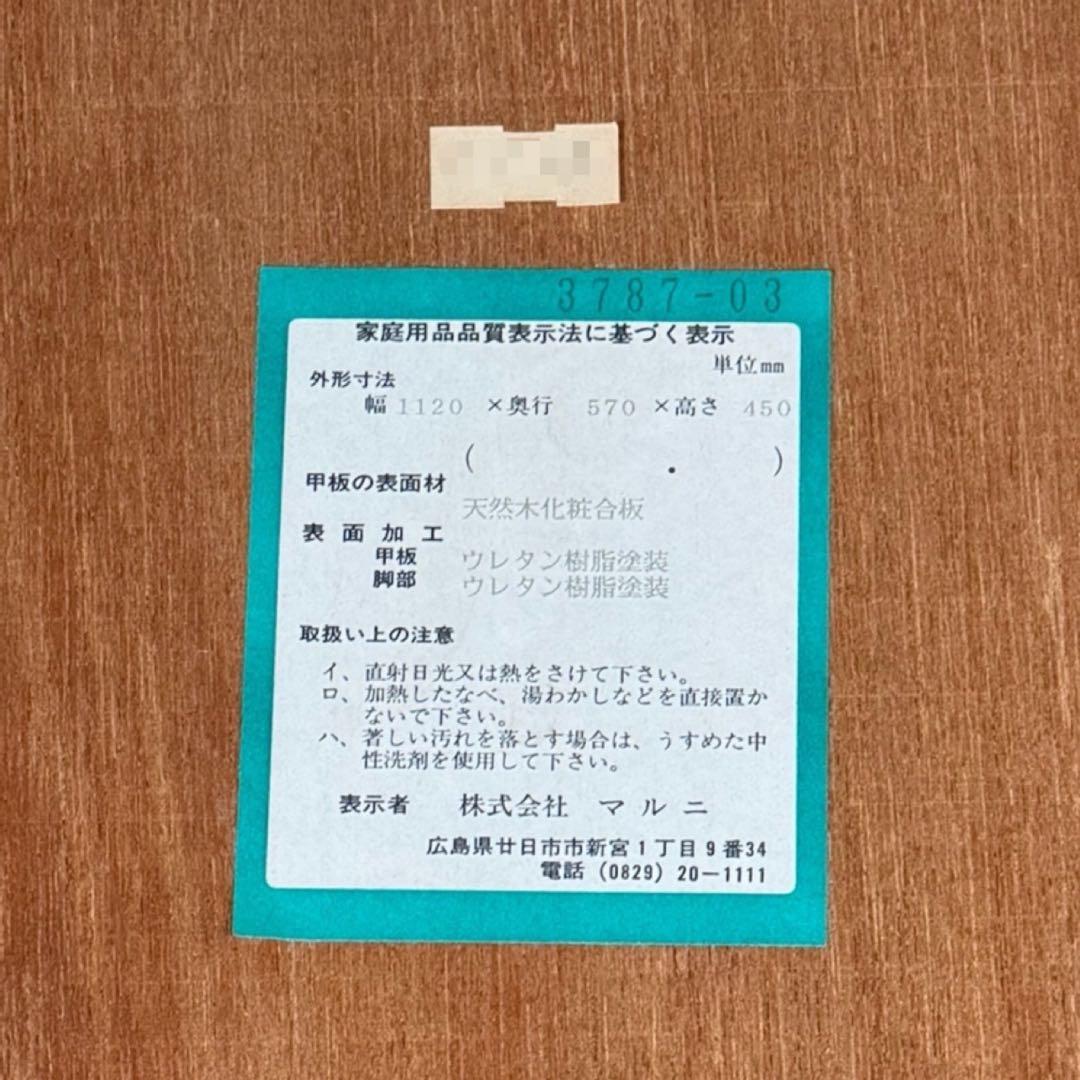 3787-03
家庭用品品質表示法に基づく表示
単位mm
外形寸法
幅 1120 ×奥行 570 ×高さ 450
( . )
甲板の表面材
天然木化粧合板
表面加工
甲板 ウレタン樹脂塗装
脚部 ウレタン樹脂塗装
取扱い上の注意
イ、直射日光又は熱をさけて下さい。
ロ、加熱したなべ、湯わかしなどを直接置か
ないで下さい。
ハ、著しい汚れを落とす場合は、うすめた中
性洗剤を使用して下さい。
表示者 株式会社 マルニ
広島県廿日市市新宮1丁目9番34
電話 (0829) 20-1111